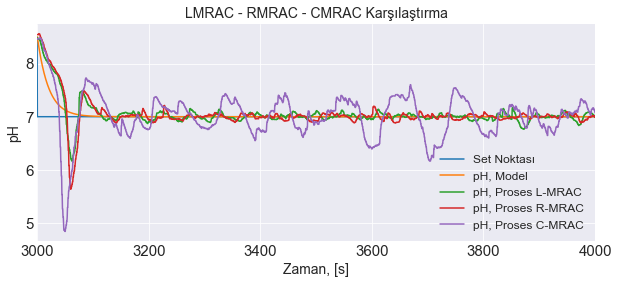 LMRAC - RMRAC - CMRAC Karşılaştırma
8
7
6
5
pH
Set Noktası
pH, Model
pH, Proses L-MRAC
pH, Proses R-MRAC
pH, Proses C-MRAC
3000 3200 3400 3600 3800 4000
Zaman, [s]